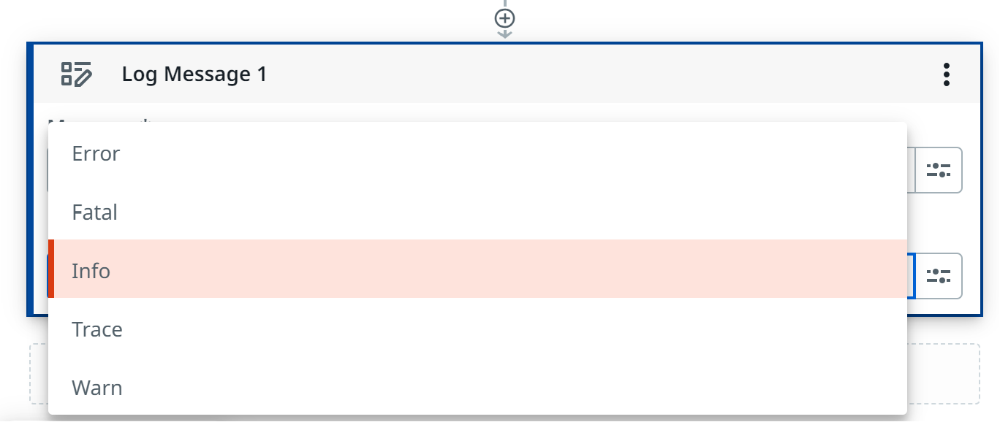 Log Message 1
Error
Fatal
Info
Trace
Warn